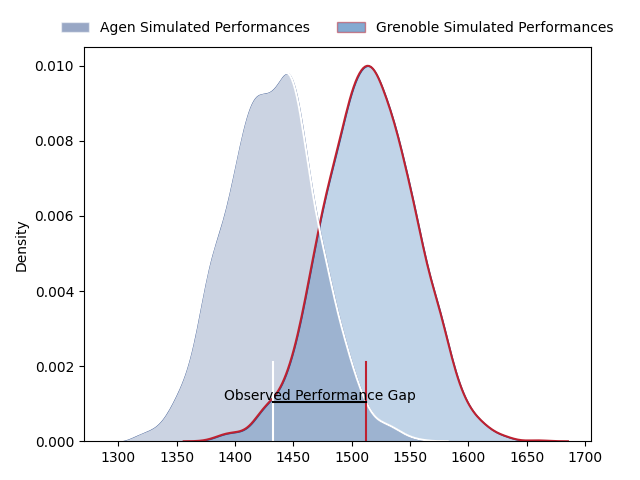 Agen Simulated Performances
Grenoble Simulated Performances
0.010
0.008
0.006
0.004
0.002
0.000
Density
Observed Performance Gap
1300 1350 1400 1450 1500 1550 1600 1650 1700